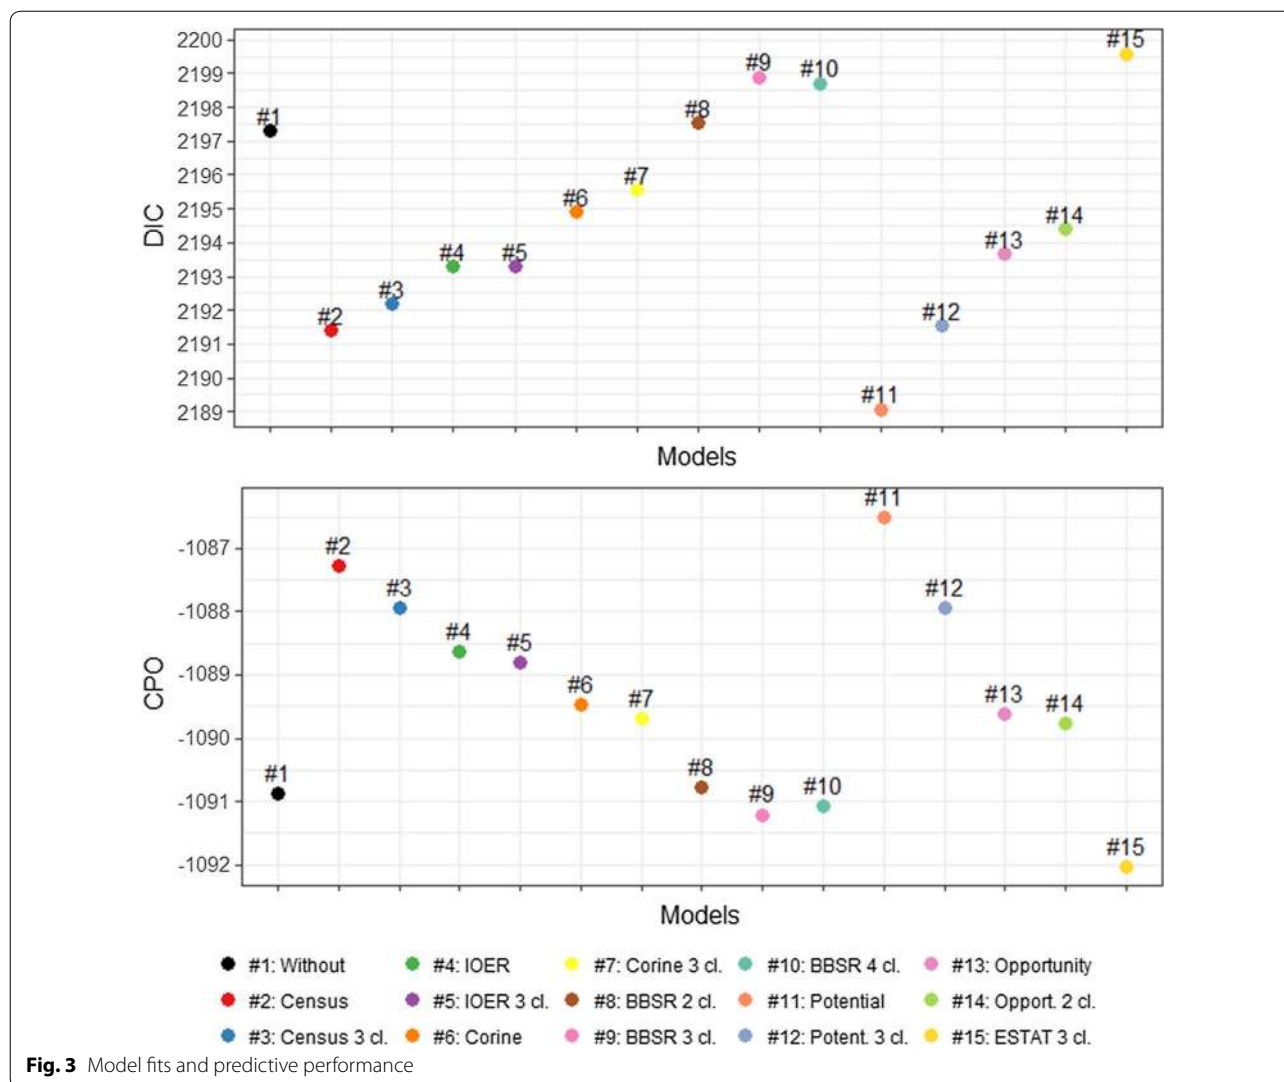 2200
2199
2198
2197
2196
2195
2194
2193
2192
2191
2190
2189
DIC
#1
#2
#3
#4
#5
#6
#7
#8
#9
#10
#11
#12
#13
#14
#15
Models
-1087
-1088
-1089
-1090
-1091
-1092
CPO
#1
#2
#3
#4
#5
#6
#7
#8
#9
#10
#11
#12
#13
#14
#15
Models
#1: Without
#2: Census
#3: Census 3 cl.
#4: IOER
#5: IOER 3 cl.
#6: Corine
#7: Corine 3 cl.
#8: BBSR 2 cl.
#9: BBSR 3 cl.
#10: BBSR 4 cl.
#11: Potential
#12: Potent. 3 cl.
#13: Opportunity
#14: Opport. 2 cl.
#15: ESTAT 3 cl.
Fig. 3 Model fits and predictive performance